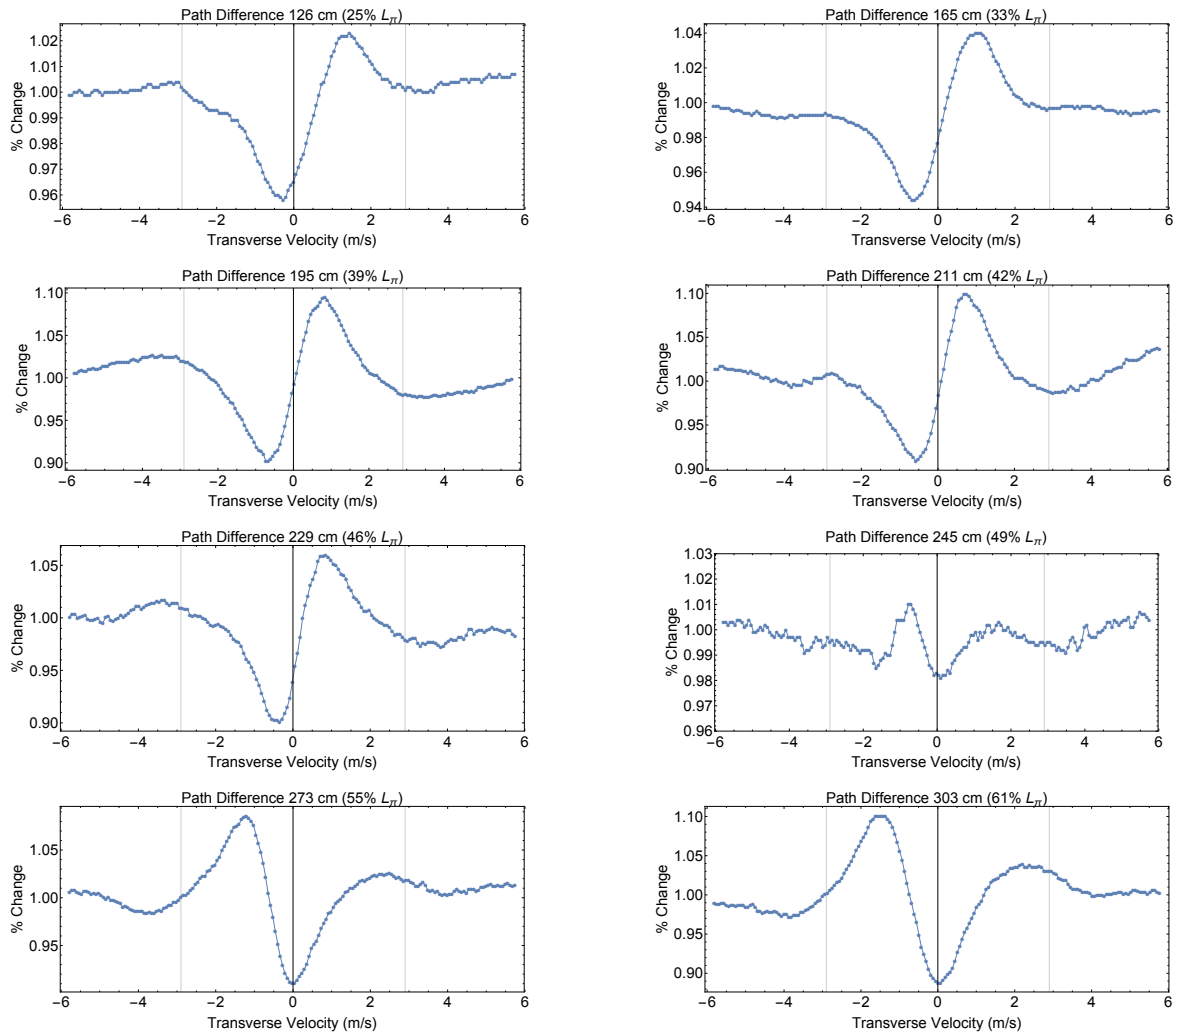 Path Difference 126 cm (25% Lπ)
% Change
1.02
1.01
1.00
0.99
0.98
0.97
0.96
−6 −4 −2 0 2 4 6
Transverse Velocity (m/s)
Path Difference 165 cm (33% Lπ)
% Change
1.04
1.02
1.00
0.98
0.96
0.94
−6 −4 −2 0 2 4 6
Transverse Velocity (m/s)
Path Difference 195 cm (39% Lπ)
% Change
1.10
1.05
1.00
0.95
0.90
−6 −4 −2 0 2 4 6
Transverse Velocity (m/s)
Path Difference 211 cm (42% Lπ)
% Change
1.10
1.05
1.00
0.95
0.90
−6 −4 −2 0 2 4 6
Transverse Velocity (m/s)
Path Difference 229 cm (46% Lπ)
% Change
1.05
1.00
0.95
0.90
−6 −4 −2 0 2 4 6
Transverse Velocity (m/s)
Path Difference 245 cm (49% Lπ)
% Change
1.03
1.02
1.01
1.00
0.99
0.98
0.97
0.96
−6 −4 −2 0 2 4 6
Transverse Velocity (m/s)
Path Difference 273 cm (55% Lπ)
% Change
1.05
1.00
0.95
−6 −4 −2 0 2 4 6
Transverse Velocity (m/s)
Path Difference 303 cm (61% Lπ)
% Change
1.10
1.05
1.00
0.95
0.90
−6 −4 −2 0 2 4 6
Transverse Velocity (m/s)